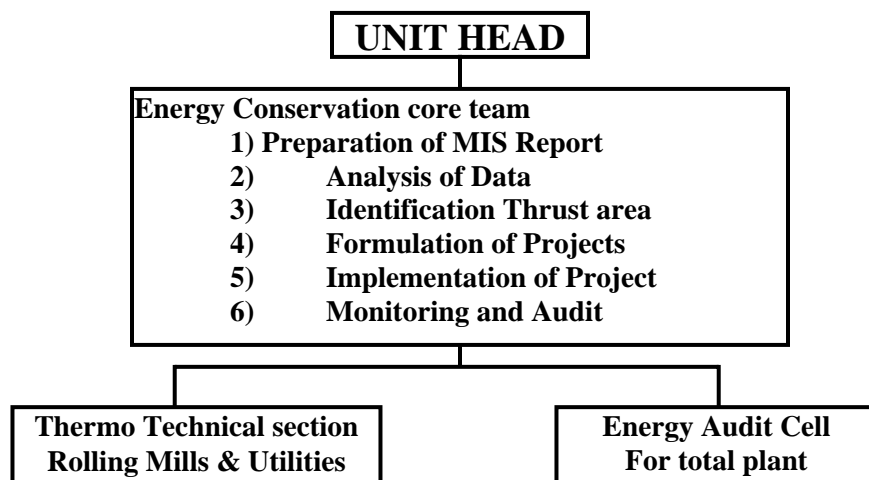 UNIT HEAD
Energy Conservation core team
1) Preparation of MIS Report
2) Analysis of Data
3) Identification Thrust area
4) Formulation of Projects
5) Implementation of Project
6) Monitoring and Audit
Thermo Technical section
Rolling Mills & Utilities
Energy Audit Cell
For total plant